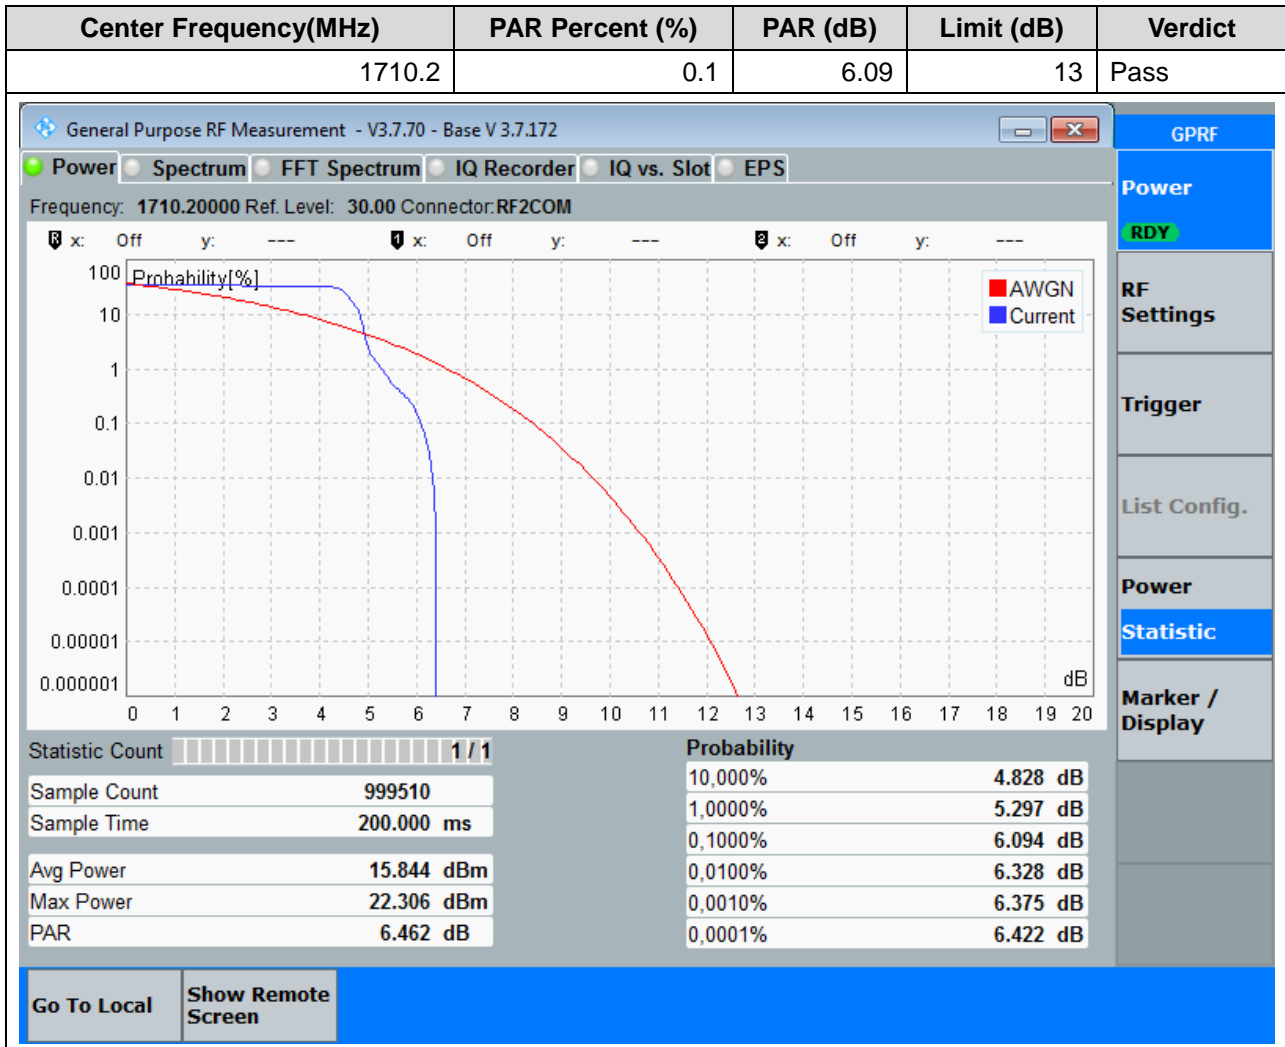 Center Frequency(MHz) PAR Percent (%) PAR (dB) Limit (dB) Verdict
1710.2 0.1 6.09 13 Pass
General Purpose RF Measurement - V3.7.70 - Base V 3.7.172
GPRF
Power Spectrum FFT Spectrum IQ Recorder IQ vs. Slot EPS
Power
RDY
Frequency: 1710.20000 Ref. Level: 30.00 Connector:RF2COM
R x: Off y: --- 1 x: Off y: --- 2 x: Off y: ---
Probability[%]
100
10
1
0.1
0.01
0.001
0.0001
0.00001
0.000001
AWGN
Current
dB
0 1 2 3 4 5 6 7 8 9 10 11 12 13 14 15 16 17 18 19 20
RF
Settings
Trigger
List Config.
Power
Statistic
Marker /
Display
Statistic Count 1 / 1
Sample Count 999510
Sample Time 200.000 ms
Avg Power 15.844 dBm
Max Power 22.306 dBm
PAR 6.462 dB
Probability
10,000% 4.828 dB
1,0000% 5.297 dB
0,1000% 6.094 dB
0,0100% 6.328 dB
0,0010% 6.375 dB
0,0001% 6.422 dB
Go To Local
Show Remote
Screen